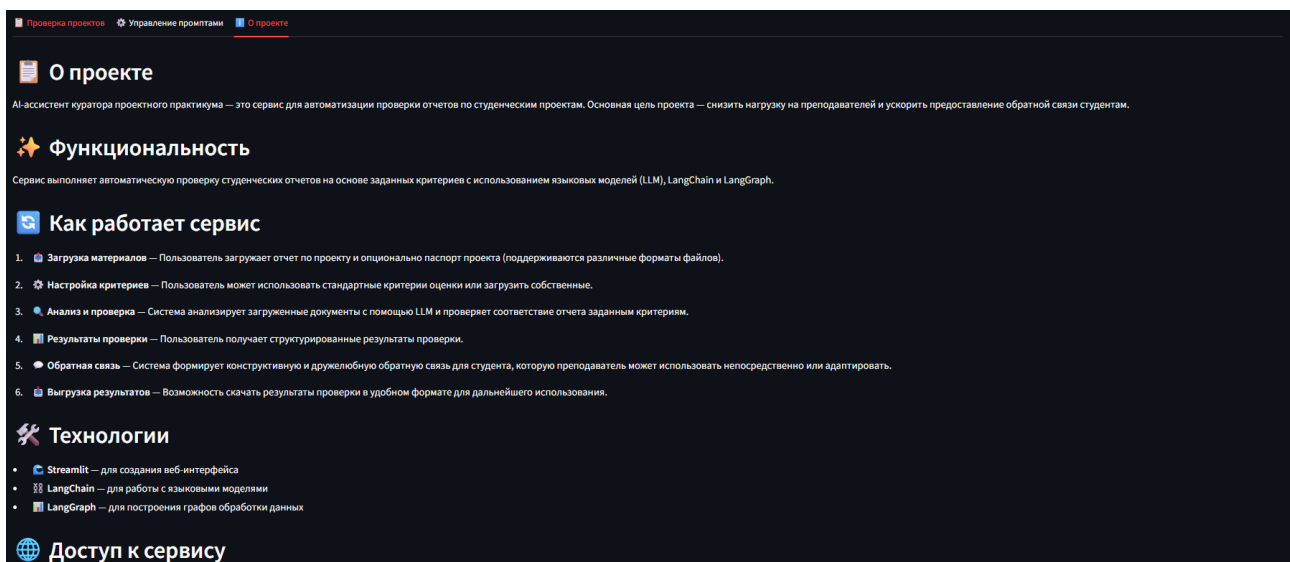 Проверка проектов Управление промптами О проекте
О проекте
AI-ассистент куратора проектного практикума — это сервис для автоматизации проверки отчетов по студенческим проектам. Основная цель проекта — снизить нагрузку на преподавателей и ускорить предоставление обратной связи студентам.
Функциональность
Сервис выполняет автоматическую проверку студенческих отчетов на основе заданных критериев с использованием языковых моделей (LLM), LangChain и LangGraph.
Как работает сервис
1. Загрузка материалов — Пользователь загружает отчет по проекту и опционально паспорт проекта (поддерживаются различные форматы файлов).
2. Настройка критериев — Пользователь может использовать стандартные критерии оценки или загрузить собственные.
3. Анализ и проверка — Система анализирует загруженные документы с помощью LLM и проверяет соответствие отчета заданным критериям.
4. Результаты проверки — Пользователь получает структурированные результаты проверки.
5. Обратная связь — Система формирует конструктивную и дружелюбную обратную связь для студента, которую преподаватель может использовать непосредственно или адаптировать.
6. Выгрузка результатов — Возможность скачать результаты проверки в удобном формате для дальнейшего использования.
Технологии
• Streamlit — для создания веб-интерфейса
• LangChain — для работы с языковыми моделями
• LangGraph — для построения графов обработки данных
Доступ к сервису